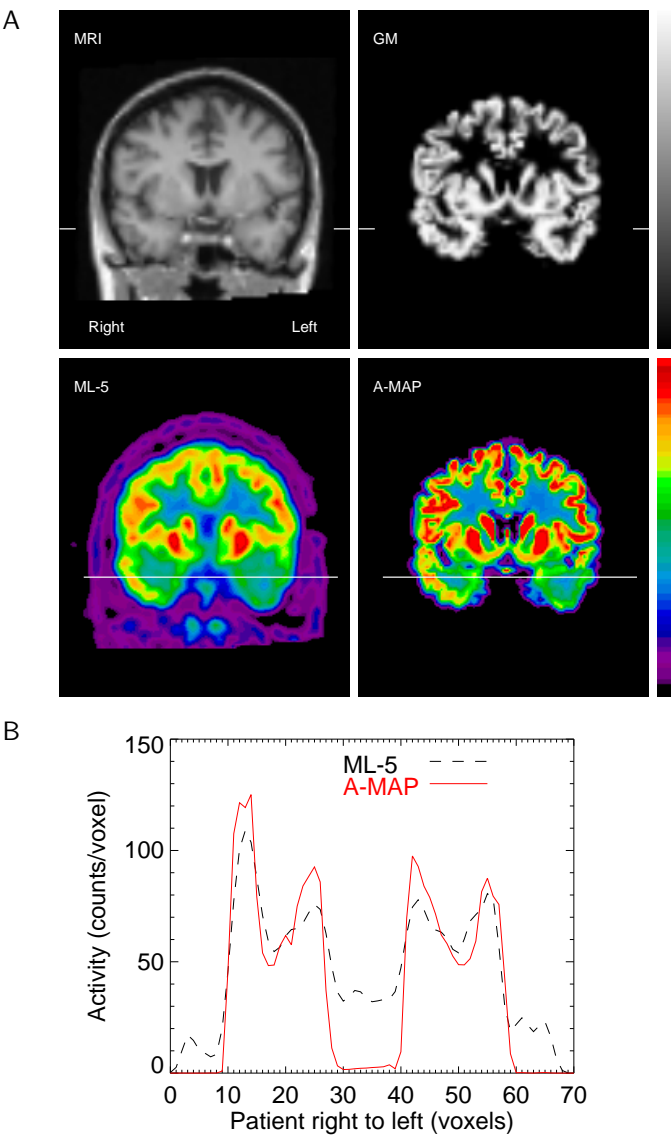 A
MRI
GM
Right
Left
ML-5
A-MAP
B
150
100
50
0
Activity (counts/voxel)
ML-5
A-MAP
0 10 20 30 40 50 60 70
Patient right to left (voxels)